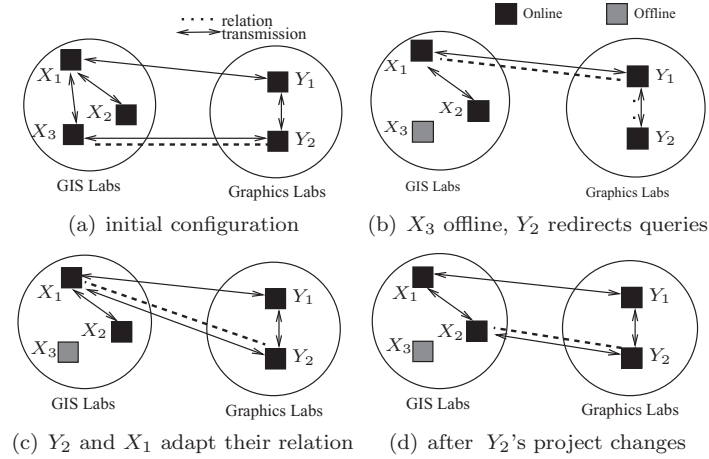 relation
transmission
Online
Offline
X1
X2
X3
Y1
Y2
GIS Labs
Graphics Labs
(a) initial configuration
X1
X2
X3
Y1
Y2
GIS Labs
Graphics Labs
(b) X3 offline, Y2 redirects queries
X1
X2
X3
Y1
Y2
GIS Labs
Graphics Labs
(c) Y2 and X1 adapt their relation
X1
X2
X3
Y1
Y2
GIS Labs
Graphics Labs
(d) after Y2's project changes